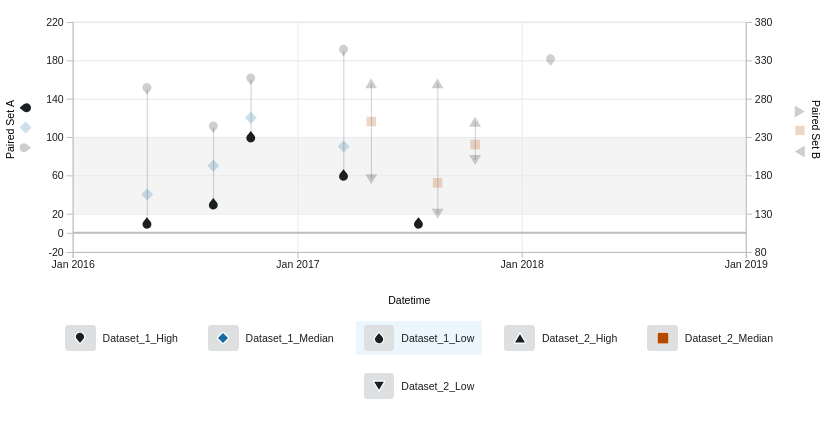 220
180
140
100
60
20
0
-20
380
330
280
230
180
130
80
Paired Set A
Paired Set B
Jan 2016
Jan 2017
Jan 2018
Jan 2019
Datetime
Dataset_1_High
Dataset_1_Median
Dataset_1_Low
Dataset_2_High
Dataset_2_Median
Dataset_2_Low